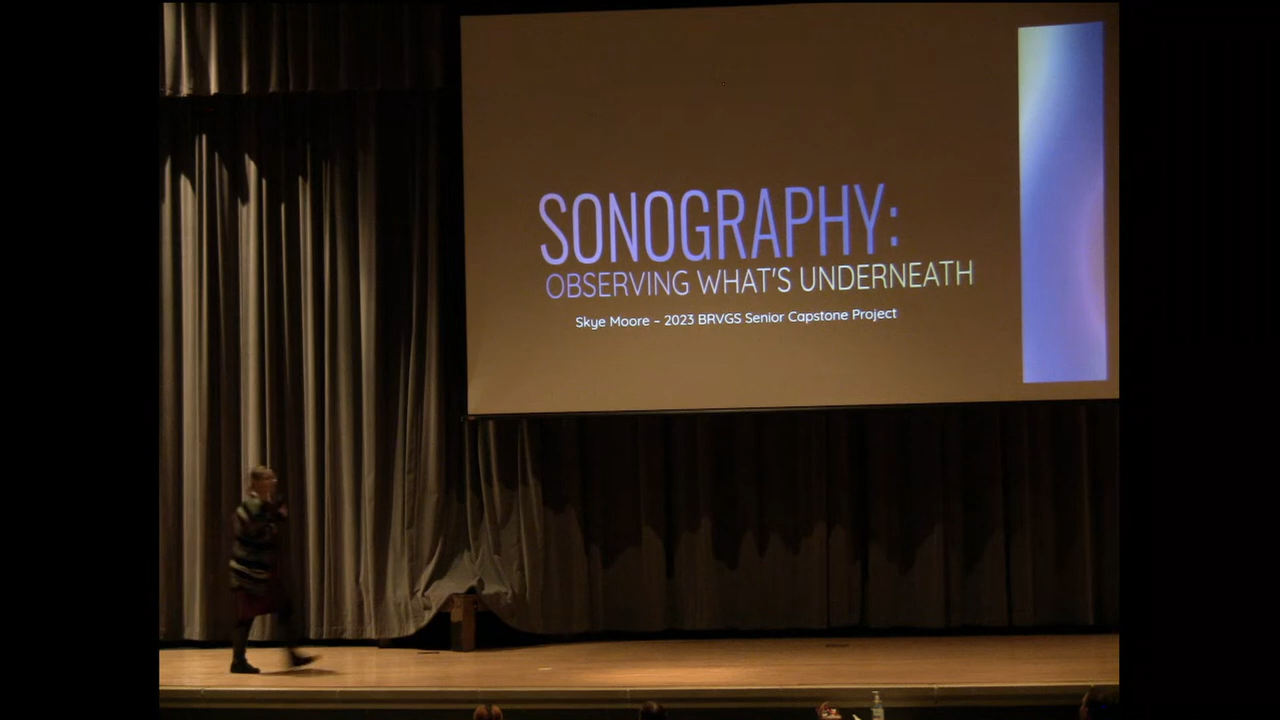 SONOGRAPHY:
OBSERVING WHAT'S UNDERNEATH
Skye Moore – 2023 BRVGS Senior Capstone Project